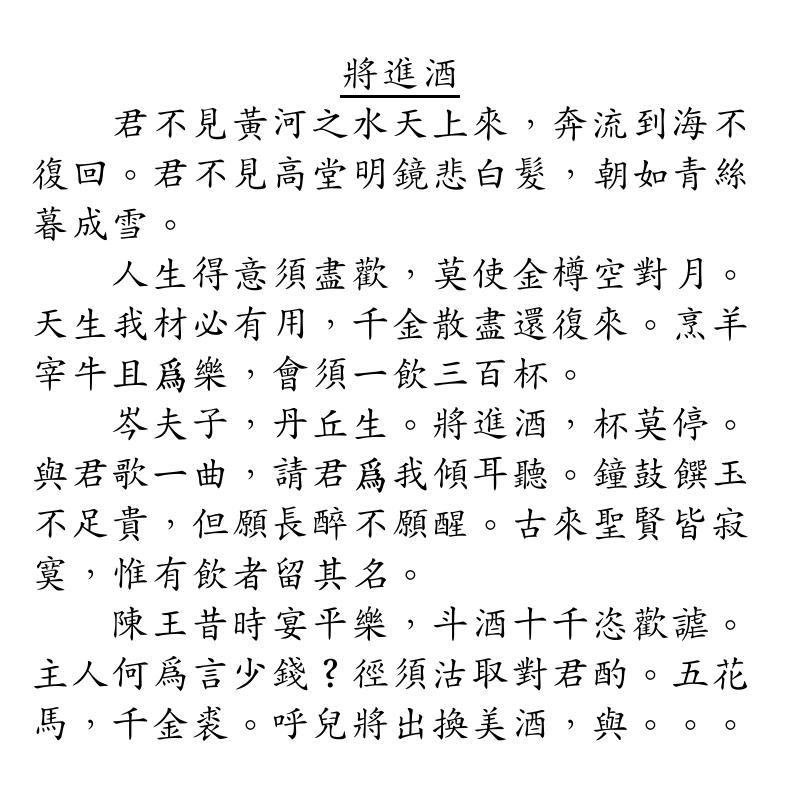 將進酒
君不見黃河之水天上來，奔流到海不
復回。君不見高堂明鏡悲白髮，朝如青絲
暮成雪。
人生得意須盡歡，莫使金樽空對月。
天生我材必有用，千金散盡還復來。烹羊
宰牛且爲樂，會須一飲三百杯。
岑夫子，丹丘生。將進酒，杯莫停。
與君歌一曲，請君爲我傾耳聽。鐘鼓饌玉
不足貴，但願長醉不願醒。古來聖賢皆寂
寞，惟有飲者留其名。
陳王昔時宴平樂，斗酒十千恣歡謔。
主人何爲言少錢？徑須沽取對君酌。五花
馬，千金裘。呼兒將出換美酒，與。。。